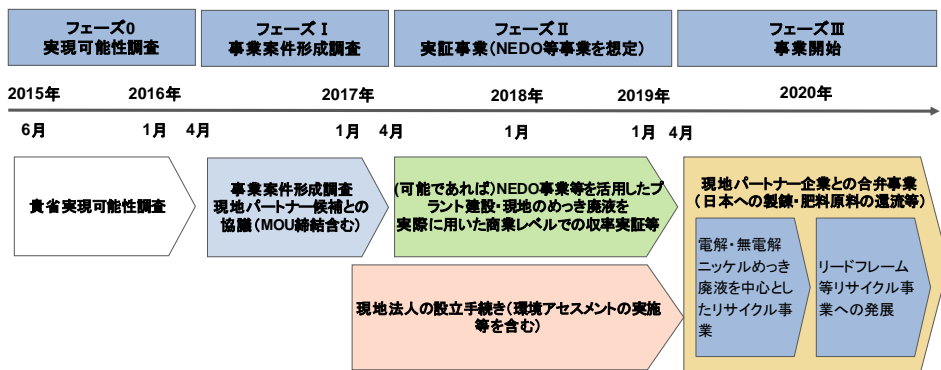 フェーズ0
実現可能性調査
フェーズⅠ
事業案件形成調査
フェーズⅡ
実証事業(NEDO等事業を想定)
フェーズⅢ
事業開始
2015年
2016年
2017年
2018年
2019年
2020年
6月
1月
4月
1月
4月
1月
1月
4月
貴省実現可能性調査
事業案件形成調査
現地パートナー候補との
協議(MOU締結含む)
(可能であれば)NEDO事業等を活用したプ
ラント建設・現地のめっき廃液を
実際に用いた商業レベルでの収率実証等
現地法人の設立手続き(環境アセスメントの実施
等を含む)
現地パートナー企業との合弁事業
(日本への製錬・肥料原料の還流等)
電解・無電解
ニッケルめっき
廃液を中心とし
たリサイクル事
業
リードフレーム
等リサイクル事
業への発展